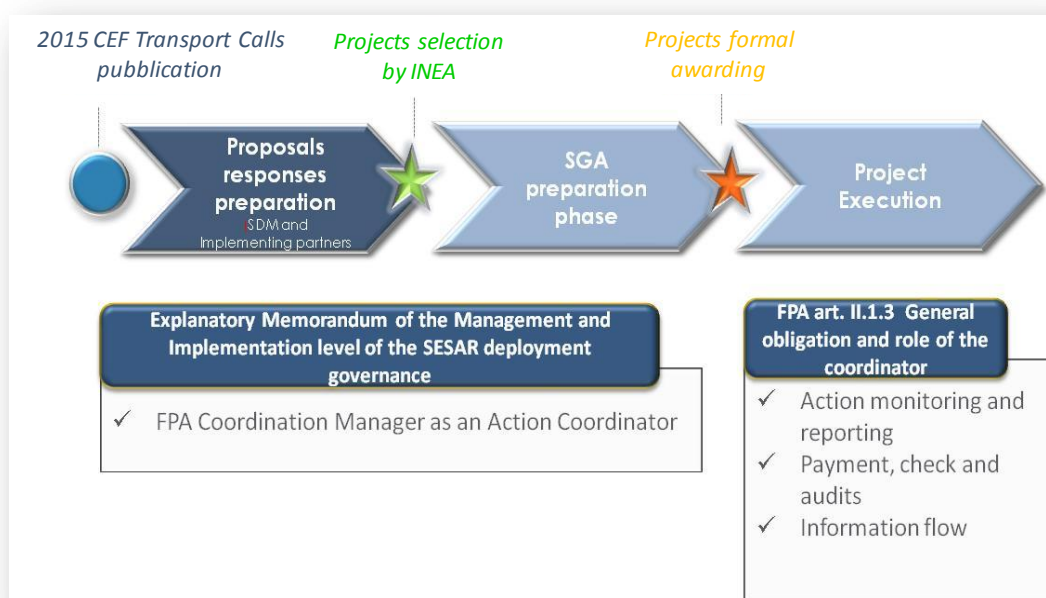 2015 CEF Transport Calls
pubblication
Projects selection
by INEA
Projects formal
awarding
Proposals
responses
preparation
SDM and
Implementing partners
SGA
preparation
phase
Project
Execution
Explanatory Memorandum of the Management and
Implementation level of the SESAR deployment
governance
✓ FPA Coordination Manager as an Action Coordinator
FPA art. II.1.3 General
obligation and role of the
coordinator
✓ Action monitoring and
reporting
✓ Payment, check and
audits
✓ Information flow